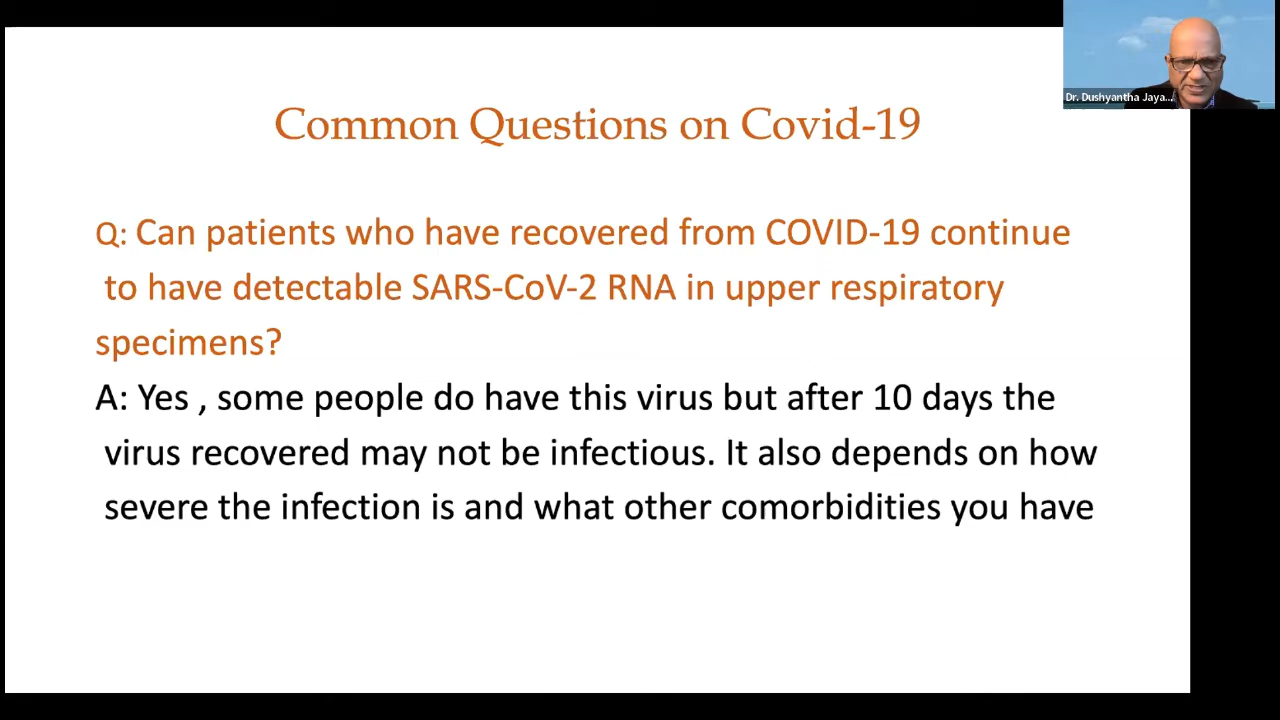 Dr. Dushyantha Jaya...
Common Questions on Covid-19
Q: Can patients who have recovered from COVID-19 continue
to have detectable SARS-CoV-2 RNA in upper respiratory
specimens?
A: Yes , some people do have this virus but after 10 days the
virus recovered may not be infectious. It also depends on how
severe the infection is and what other comorbidities you have